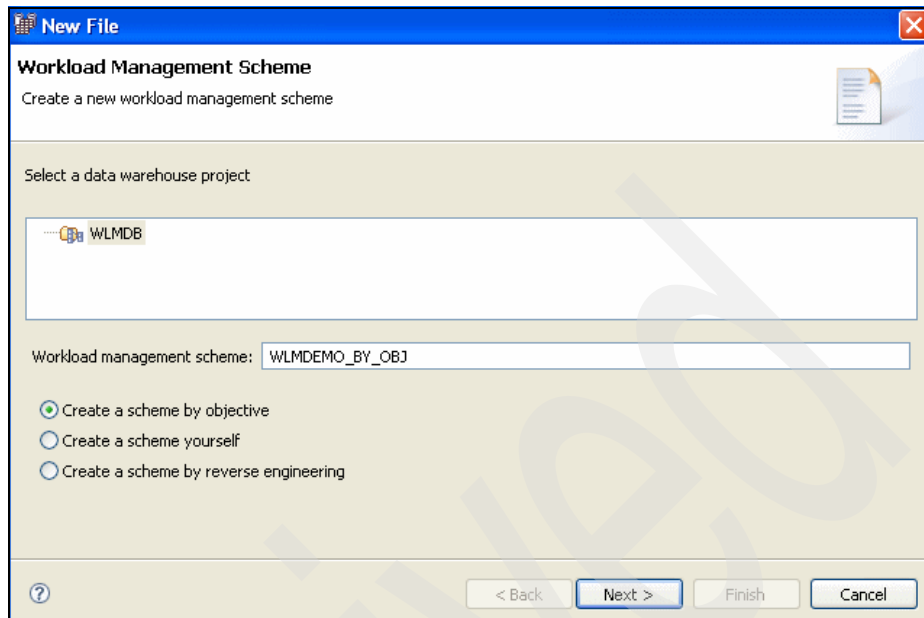 New File
Workload Management Scheme
Create a new workload management scheme
Select a data warehouse project
WLMDB
Workload management scheme: WLMDEMO_BY_OBJ
Create a scheme by objective
Create a scheme yourself
Create a scheme by reverse engineering
? < Back Next > Finish Cancel